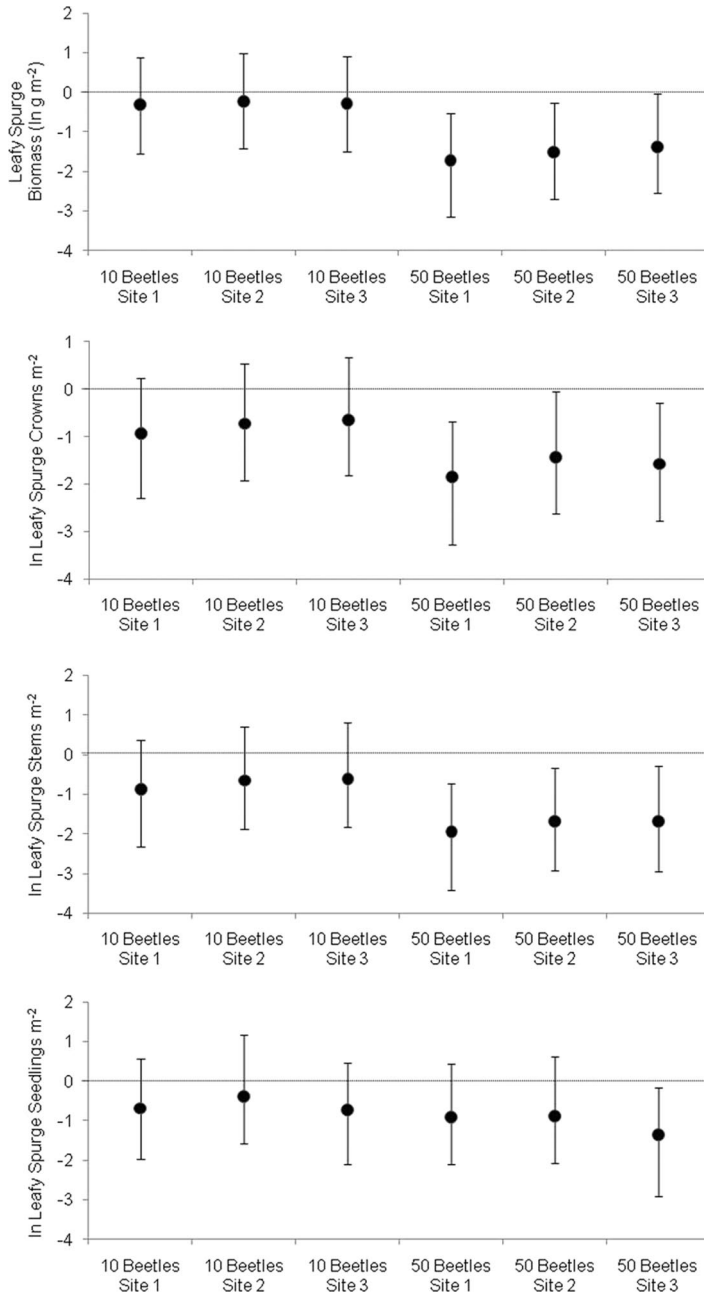 Leafy Spurge
Biomass (ln g m⁻²)
2
1
0
-1
-2
-3
-4
10 Beetles
Site 1
10 Beetles
Site 2
10 Beetles
Site 3
50 Beetles
Site 1
50 Beetles
Site 2
50 Beetles
Site 3
ln Leafy Spurge Crowns m⁻²
1
0
-1
-2
-3
-4
10 Beetles
Site 1
10 Beetles
Site 2
10 Beetles
Site 3
50 Beetles
Site 1
50 Beetles
Site 2
50 Beetles
Site 3
ln Leafy Spurge Stems m⁻²
2
1
0
-1
-2
-3
-4
10 Beetles
Site 1
10 Beetles
Site 2
10 Beetles
Site 3
50 Beetles
Site 1
50 Beetles
Site 2
50 Beetles
Site 3
ln Leafy Spurge Seedlings m⁻²
2
1
0
-1
-2
-3
-4
10 Beetles
Site 1
10 Beetles
Site 2
10 Beetles
Site 3
50 Beetles
Site 1
50 Beetles
Site 2
50 Beetles
Site 3